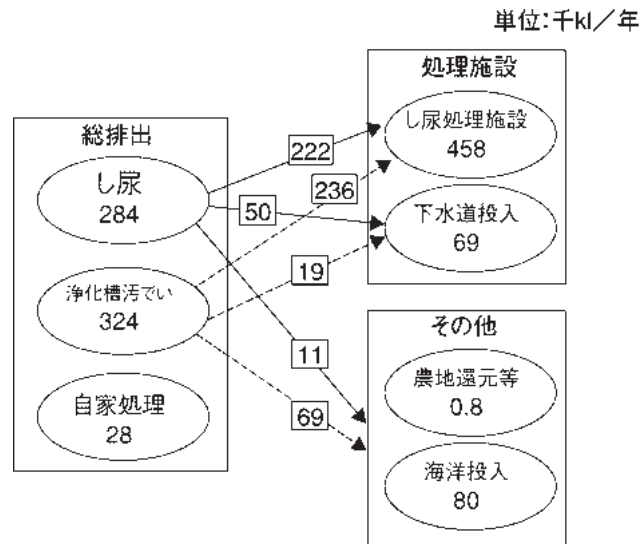 単位:千kl／年
総排出
し尿
284
浄化槽汚でい
324
自家処理
28
222
236
50
19
11
69
処理施設
し尿処理施設
458
下水道投入
69
その他
農地還元等
0.8
海洋投入
80